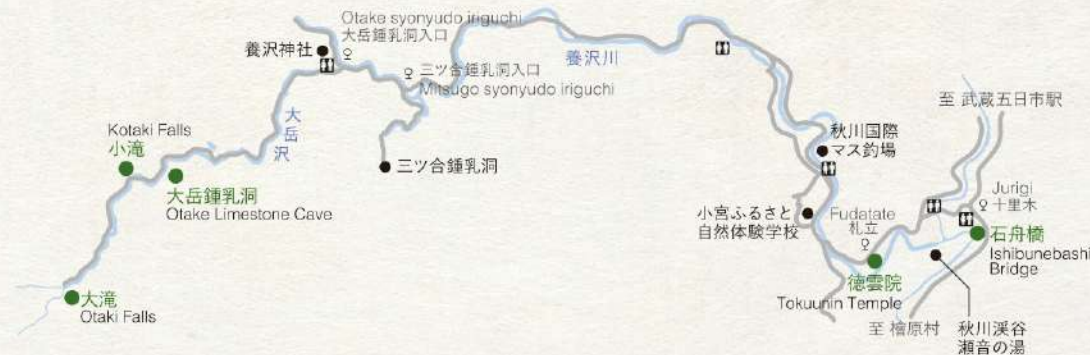 Otake syonyudo iriguchi
大岳鍾乳洞入口
養沢神社
三ツ合鍾乳洞入口
Mitsugo syonyudo iriguchi
養沢川
大岳沢
Kotaki Falls
小滝
大岳鍾乳洞
Otake Limestone Cave
三ツ合鍾乳洞
大滝
Otaki Falls
至 武蔵五日市駅
秋川国際
マス釣場
小宮ふるさと
自然体験学校
Fudatate
札立
Jurigi
十里木
石舟橋
Ishibunebashi
Bridge
徳雲院
Tokuunin Temple
至 檜原村
秋川渓谷
瀬音の湯